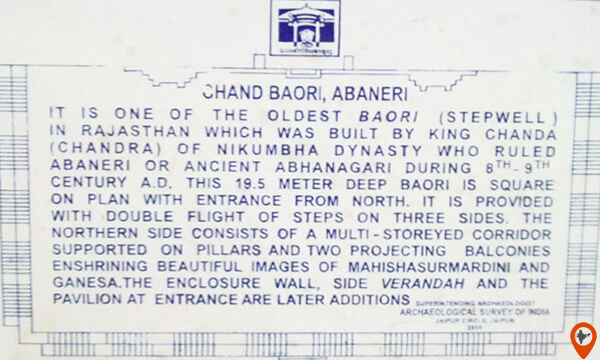 CHAND BAORI, ABANERI
IT IS ONE OF THE OLDEST BAORI (STEPWELL)
IN RAJASTHAN WHICH WAS BUILT BY KING CHANDA
(CHANDRA) OF NIKUMBHA DYNASTY WHO RULED
ABANERI OR ANCIENT ABHANAGARI DURING 8TH-9TH
CENTURY A.D. THIS 19.5 METER DEEP BAORI IS SQUARE
ON PLAN WITH ENTRANCE FROM NORTH. IT IS PROVIDED
WITH DOUBLE FLIGHT OF STEPS ON THREE SIDES. THE
NORTHERN SIDE CONSISTS OF A MULTI-STOREYED CORRIDOR
SUPPORTED ON PILLARS AND TWO PROJECTING BALCONIES
ENSHRINING BEAUTIFUL IMAGES OF MAHISHASURMARDINI AND
GANESA.THE ENCLOSURE WALL, SIDE VERANDAH AND THE
PAVILION AT ENTRANCE ARE LATER ADDITIONS
SUPERINTENDING ARCHAEOLOGIST
ARCHAEOLOGICAL SURVEY OF INDIA
JAIPUR CIRCLE, JAIPUR